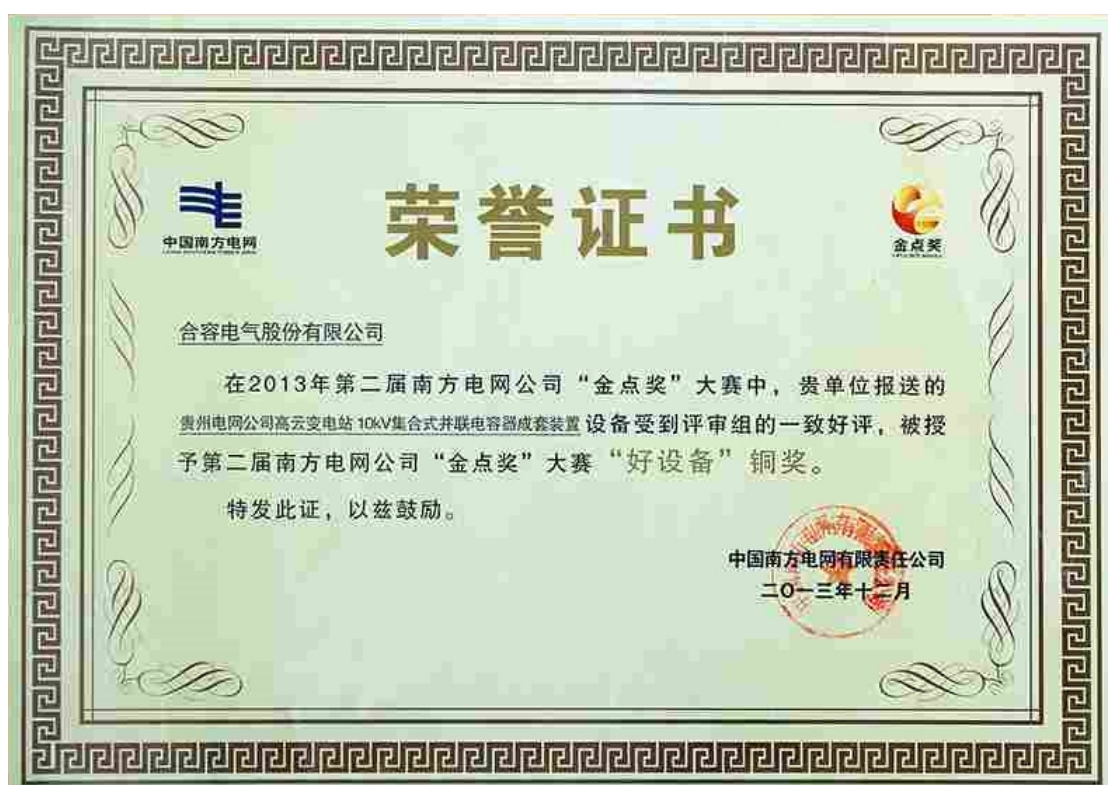 荣誉证书
中国南方电网
金点奖
合容电气股份有限公司
在2013年第二届南方电网公司“金点奖”大赛中，贵单位报送的
贵州电网公司高云变电站 10kV集合式并联电容器成套装置设备受到评审组的一致好评，被授
予第二届南方电网公司“金点奖”大赛“好设备”铜奖。
特发此证，以兹鼓励。
中国南方电网有限责任公司
二〇一三年十二月